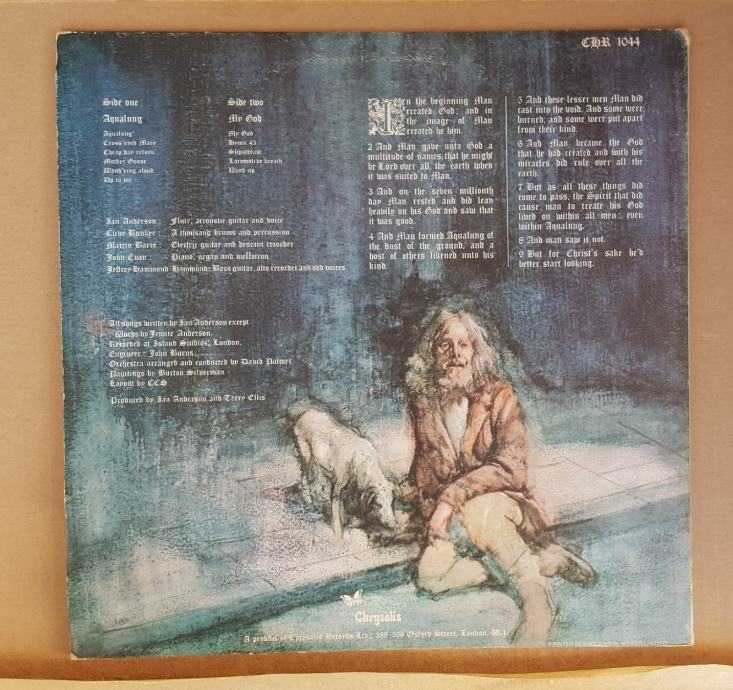 CHR 1044
Side one
Aqualung
Aqualung*
Cross-eyed Mary
Cheap day return
Mother Goose
Wond'ring aloud
Up to me
Side two
My God
My God
Hymn 43
Slipstream
Locomotive breath
Wind up
Ian Anderson : Flute, acoustic guitar and voice
Clive Bunker : A thousand drums and percussion
Martin Barre : Electric guitar and descant recorder
John Evan : Piano, organ and mellotron
Jeffrey Hammond-Hammond: Bass guitar, alto recorder and odd voices
All songs written by Ian Anderson except
*Words by Jennie Anderson.
Recorded at Island Studios, London.
Engineer : John Burns
Orchestra arranged and conducted by David Palmer
Paintings by Burton Silverman
Layout by CCS
Produced by Ian Anderson and Terry Ellis
In the beginning Man
created God; and in
the image of Man
created he him.
2 And Man gave unto God a
multitude of names, that he might
be Lord over all the earth when
it was suited to Man.
3 And on the seven millionth
day Man rested and did lean
heavily on his God and saw that
it was good.
4 And Man formed Aqualung of
the dust of the ground, and a
host of others likened unto his
kind.
5 And these lesser men Man did
cast into the void. And some were
burned; and some were put apart
from their kind.
6 And Man became the God
that he had created and with his
miracles did rule over all the
earth.
7 But as all these things did
come to pass, the Spirit that did
cause man to create his God
lived on within all men : even
within Aqualung.
8 And man saw it not.
9 But for Christ's sake he'd
better start looking.
Chrysalis
A product of Chrysalis Records Ltd., 388-396 Oxford Street, London, W.1.
PRINTED IN ENGLAND BY LIMITED